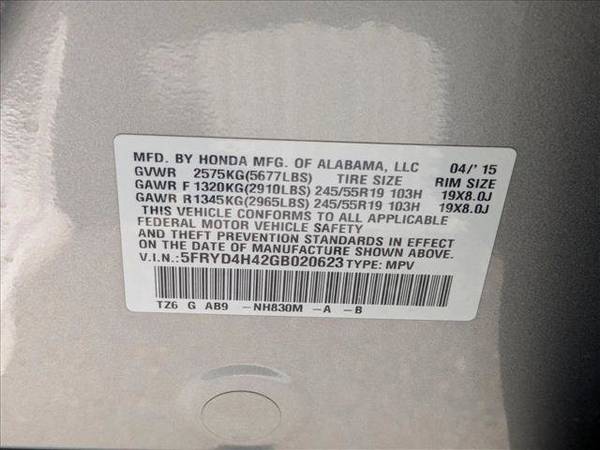 MFD. BY HONDA MFG. OF ALABAMA, LLC 04/' 15
GVWR 2575KG(5677LBS) TIRE SIZE RIM SIZE
GAWR F 1320KG(2910LBS) 245/55R19 103H 19X8.0J
GAWR R1345KG(2965LBS) 245/55R19 103H 19X8.0J
THIS VEHICLE CONFORMS TO ALL APPLICABLE
FEDERAL MOTOR VEHICLE SAFETY
AND THEFT PREVENTION STANDARDS IN EFFECT
ON THE DATE OF MANUFACTURE SHOWN ABOVE.
V.I.N.:5FRYD4H42GB020623 TYPE: MPV
TZ6 G AB9 -NH830M -A -B